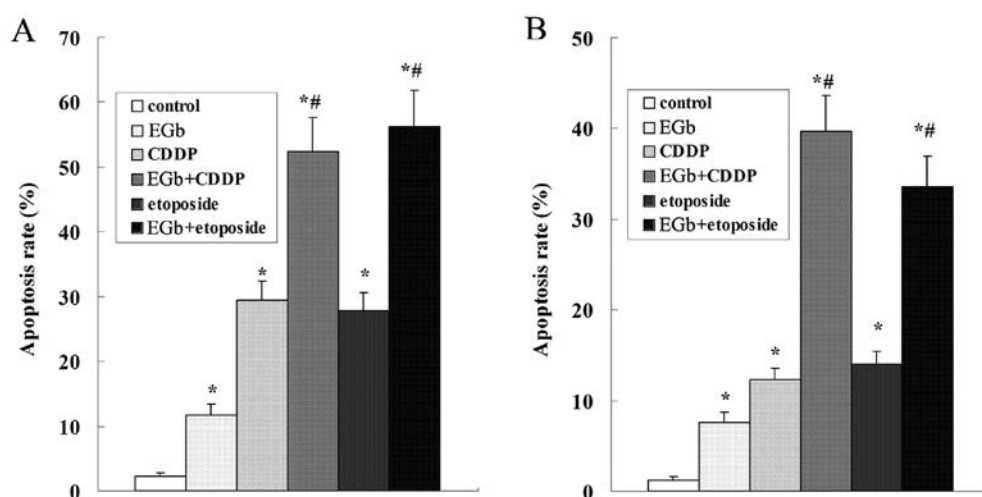 A
70
60
50
40
30
20
10
0
Apoptosis rate (%)
control
EGb
CDDP
EGb+CDDP
etoposide
EGb+etoposide
*
*
*#
*
*#
B
50
40
30
20
10
0
Apoptosis rate (%)
control
EGb
CDDP
EGb+CDDP
etoposide
EGb+etoposide
*
*
*#
*
*#